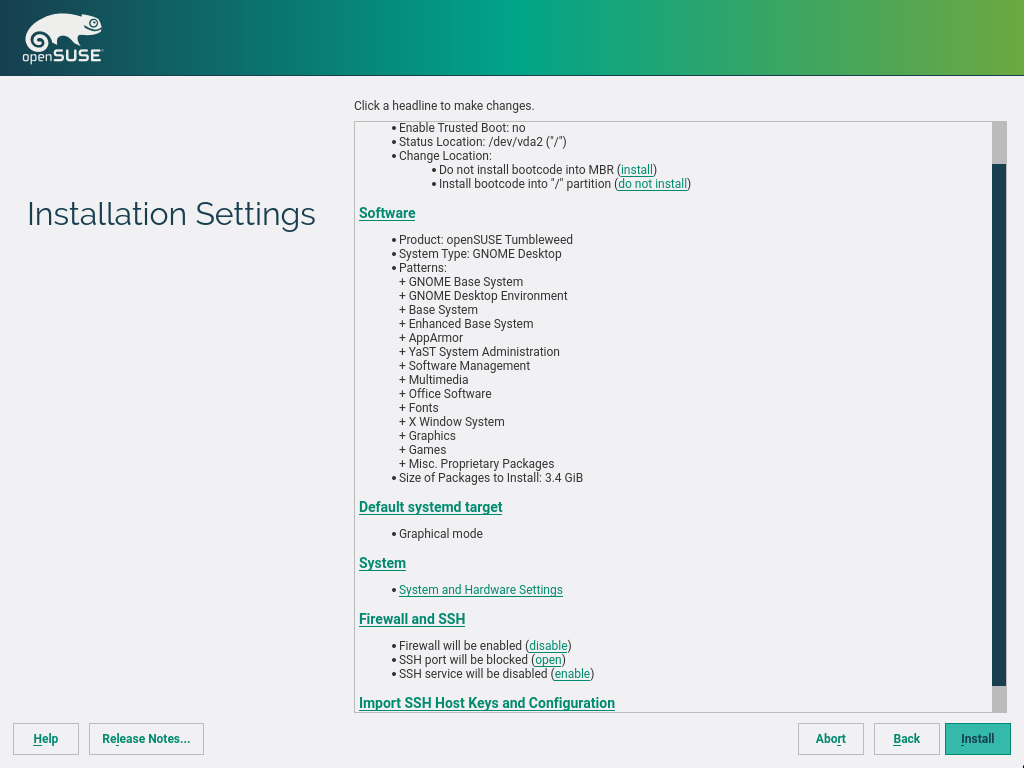 openSUSE
Click a headline to make changes.
Installation Settings
• Enable Trusted Boot: no
• Status Location: /dev/vda2 ("/")
• Change Location:
• Do not install bootcode into MBR (install)
• Install bootcode into "/" partition (do not install)
Software
• Product: openSUSE Tumbleweed
• System Type: GNOME Desktop
• Patterns:
+ GNOME Base System
+ GNOME Desktop Environment
+ Base System
+ Enhanced Base System
+ AppArmor
+ YaST System Administration
+ Software Management
+ Multimedia
+ Office Software
+ Fonts
+ X Window System
+ Graphics
+ Games
+ Misc. Proprietary Packages
• Size of Packages to Install: 3.4 GiB
Default systemd target
• Graphical mode
System
• System and Hardware Settings
Firewall and SSH
• Firewall will be enabled (disable)
• SSH port will be blocked (open)
• SSH service will be disabled (enable)
Import SSH Host Keys and Configuration
Help Release Notes... Abort Back Install